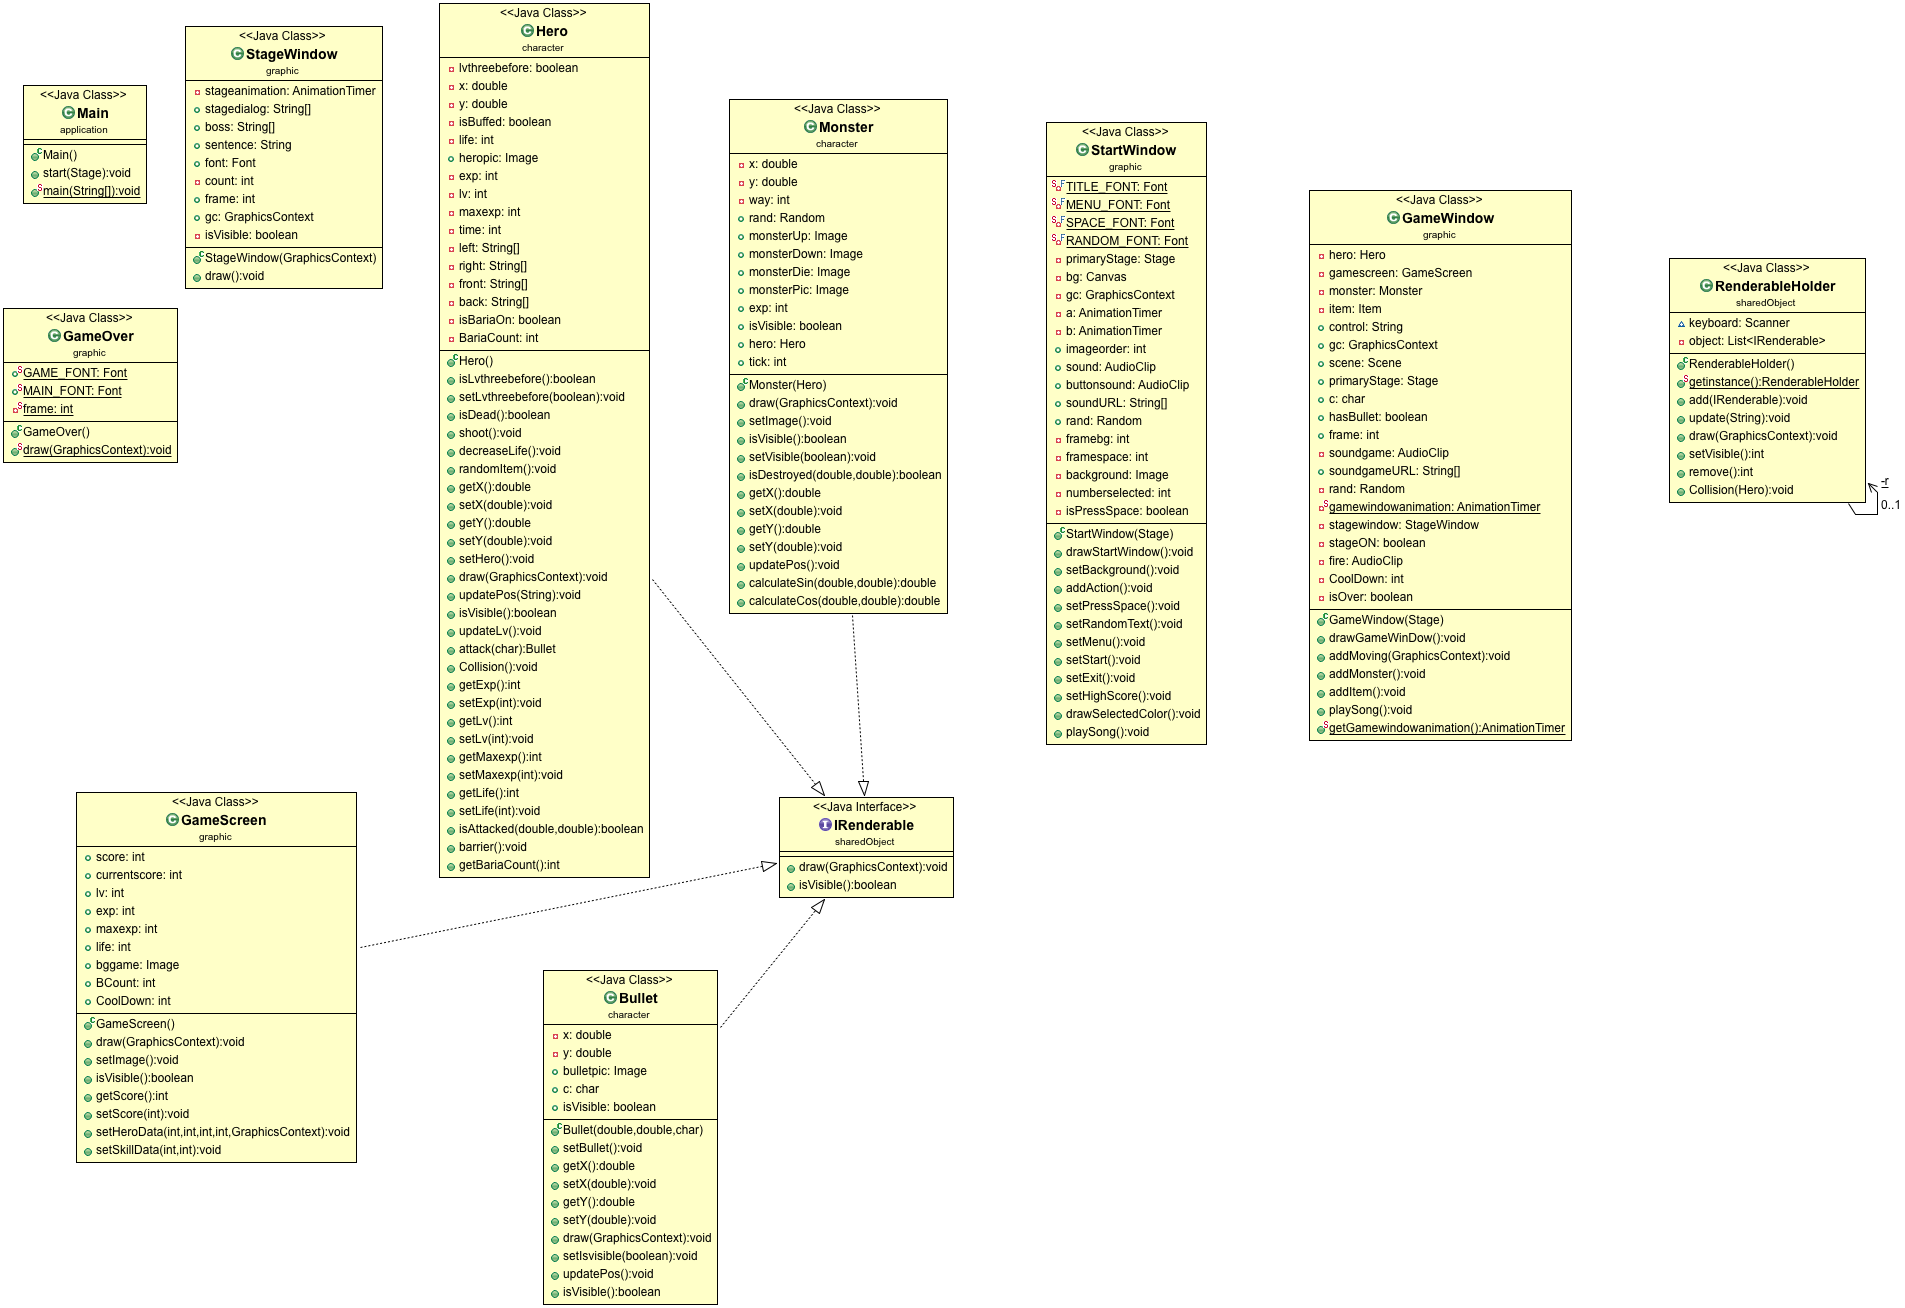 <<Java Class>>
Main
application
Main()
start(Stage):void
main(String[]):void
<<Java Class>>
StageWindow
graphic
stageanimation: AnimationTimer
stagedialog: String[]
boss: String[]
sentence: String
font: Font
count: int
frame: int
gc: GraphicsContext
isVisible: boolean
StageWindow(GraphicsContext)
draw():void
<<Java Class>>
GameOver
graphic
GAME_FONT: Font
MAIN_FONT: Font
frame: int
GameOver()
draw(GraphicsContext):void
<<Java Class>>
Hero
character
lvthreebefore: boolean
x: double
y: double
isBuffed: boolean
life: int
heropic: Image
exp: int
lv: int
maxexp: int
time: int
left: String[]
right: String[]
front: String[]
back: String[]
isBariaOn: boolean
BariaCount: int
Hero()
isLvthreebefore():boolean
setLvthreebefore(boolean):void
isDead():boolean
shoot():void
decreaseLife():void
randomItem():void
getX():double
setX(double):void
getY():double
setY(double):void
setHero():void
draw(GraphicsContext):void
updatePos(String):void
isVisible():boolean
updateLv():void
attack(char):Bullet
Collision():void
getExp():int
setExp(int):void
getLv():int
setLv(int):void
getMaxexp():int
setMaxexp(int):void
getLife():int
setLife(int):void
isAttacked(double,double):boolean
barrier():void
getBariaCount():int
<<Java Class>>
Monster
character
x: double
y: double
way: int
rand: Random
monsterUp: Image
monsterDown: Image
monsterDie: Image
monsterPic: Image
exp: int
isVisible: boolean
hero: Hero
tick: int
Monster(Hero)
draw(GraphicsContext):void
setImage():void
isVisible():boolean
setVisible(boolean):void
isDestroyed(double,double):boolean
getX():double
setX(double):void
getY():double
setY(double):void
updatePos():void
calculateSin(double,double):double
calculateCos(double,double):double
<<Java Class>>
StartWindow
graphic
TITLE_FONT: Font
MENU_FONT: Font
SPACE_FONT: Font
RANDOM_FONT: Font
primaryStage: Stage
bg: Canvas
gc: GraphicsContext
a: AnimationTimer
b: AnimationTimer
imageorder: int
sound: AudioClip
buttonsound: AudioClip
soundURL: String[]
rand: Random
framebg: int
framespace: int
background: Image
numberselected: int
isPressSpace: boolean
StartWindow(Stage)
drawStartWindow():void
setBackground():void
addAction():void
setPressSpace():void
setRandomText():void
setMenu():void
setStart():void
setExit():void
setHighScore():void
drawSelectedColor():void
playSong():void
<<Java Class>>
GameWindow
graphic
hero: Hero
gamescreen: GameScreen
monster: Monster
item: Item
control: String
gc: GraphicsContext
scene: Scene
primaryStage: Stage
c: char
hasBullet: boolean
frame: int
soundgame: AudioClip
soundgameURL: String[]
rand: Random
gamewindowanimation: AnimationTimer
stagewindow: StageWindow
stageON: boolean
fire: AudioClip
CoolDown: int
isOver: boolean
GameWindow(Stage)
drawGameWinDow():void
addMoving(GraphicsContext):void
addMonster():void
addItem():void
playSong():void
getGamewindowanimation():AnimationTimer
<<Java Class>>
RenderableHolder
sharedObject
keyboard: Scanner
object: List<IRenderable>
RenderableHolder()
getinstance():RenderableHolder
add(IRenderable):void
update(String):void
draw(GraphicsContext):void
setVisible():int
remove():int
Collision(Hero):void
-r
0..1
<<Java Class>>
GameScreen
graphic
score: int
currentscore: int
lv: int
exp: int
maxexp: int
life: int
bggame: Image
BCount: int
CoolDown: int
GameScreen()
draw(GraphicsContext):void
setImage():void
isVisible():boolean
getScore():int
setScore(int):void
setHeroData(int,int,int,int,GraphicsContext):void
setSkillData(int,int):void
<<Java Interface>>
IRenderable
sharedObject
draw(GraphicsContext):void
isVisible():boolean
<<Java Class>>
Bullet
character
x: double
y: double
bulletpic: Image
c: char
isVisible: boolean
Bullet(double,double,char)
setBullet():void
getX():double
setX(double):void
getY():double
setY(double):void
draw(GraphicsContext):void
setIsvisible(boolean):void
updatePos():void
isVisible():boolean